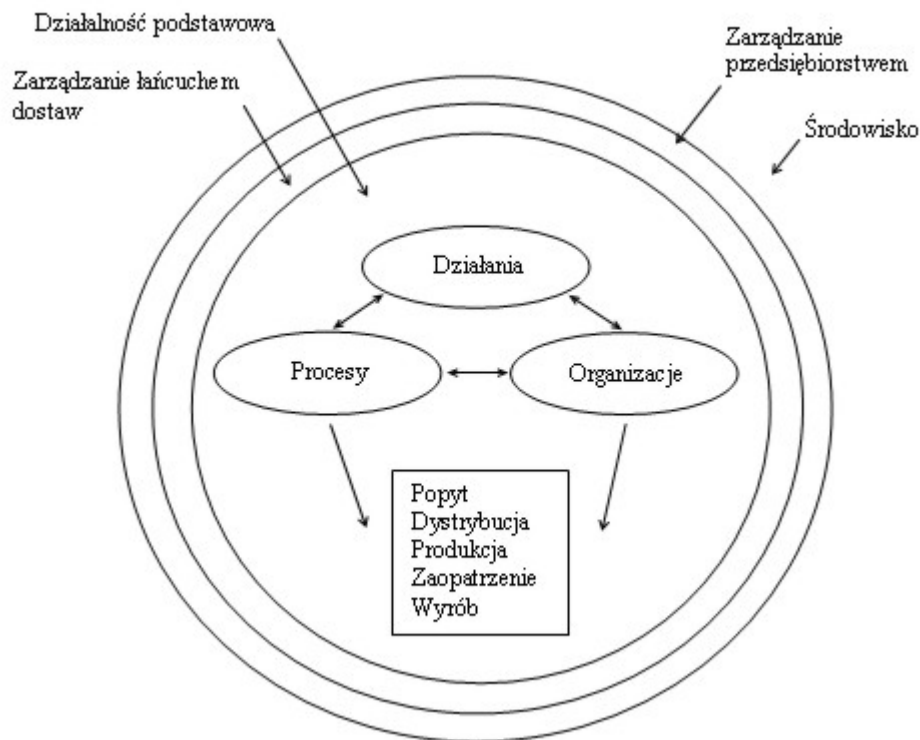 Działalność podstawowa
Zarządzanie łańcuchem
dostaw
Zarządzanie
przedsiębiorstwem
Środowisko
Działania
Procesy
Organizacje
Popyt
Dystrybucja
Produkcja
Zaopatrzenie
Wyrób